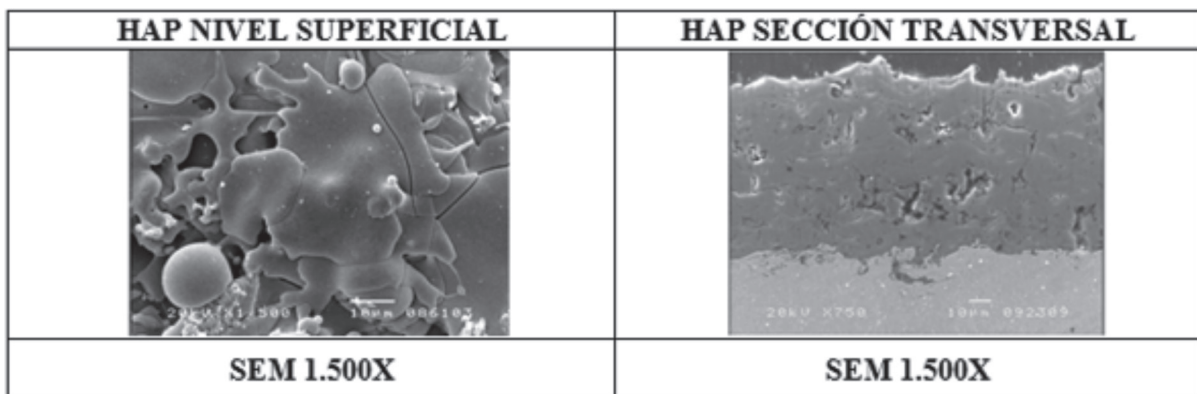 HAP NIVEL SUPERFICIAL
HAP SECCIÓN TRANSVERSAL
20kV X1.500 10μm 086103
20kV X750 10μm 092309
SEM 1.500X
SEM 1.500X